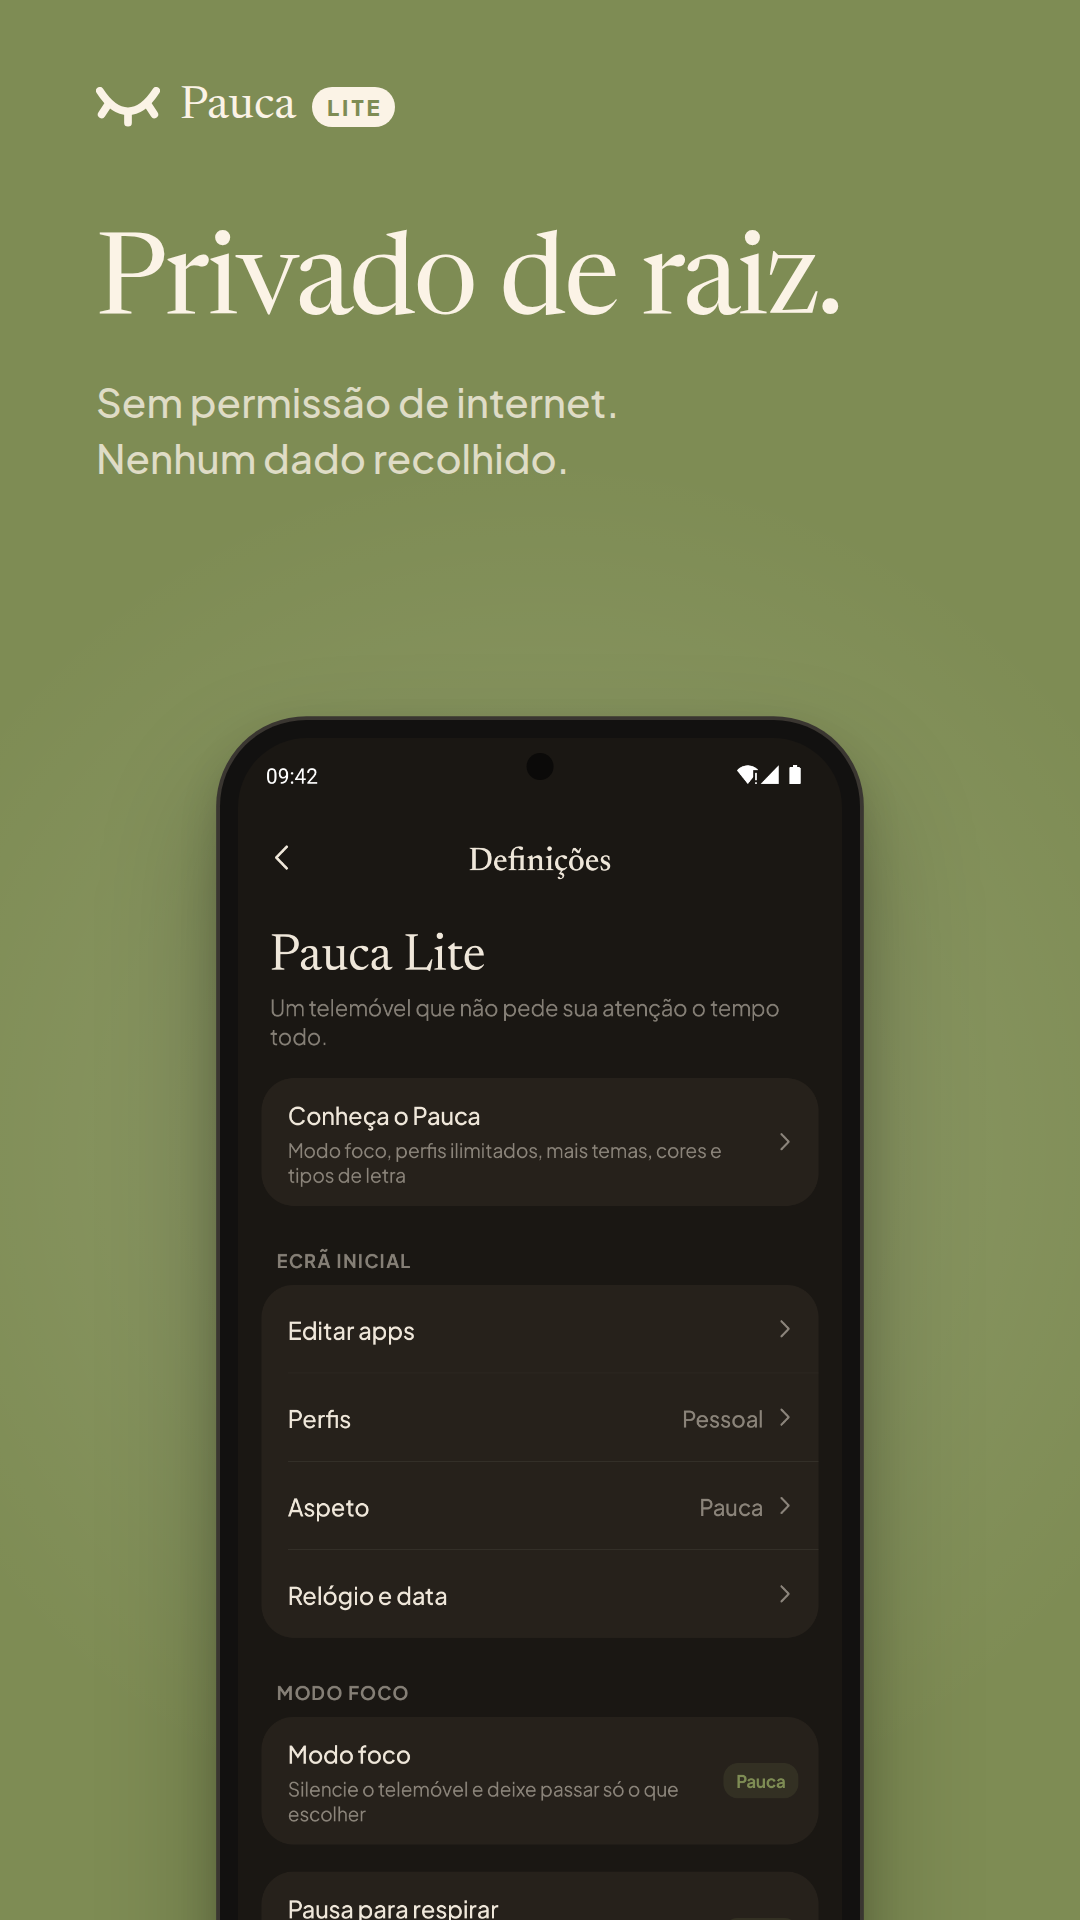 Pauca LITE
Privado de raiz.
Sem permissão de internet.
Nenhum dado recolhido.
09:42
Definições
Pauca Lite
Um telemóvel que não pede sua atenção o tempo
todo.
Conheça o Pauca
Modo foco, perfis ilimitados, mais temas, cores e
tipos de letra
ECRÃ INICIAL
Editar apps
Perfis Pessoal
Aspeto Pauca
Relógio e data
MODO FOCO
Modo foco
Silencie o telemóvel e deixe passar só o que
escolher
Pauca
Pausa para respirar